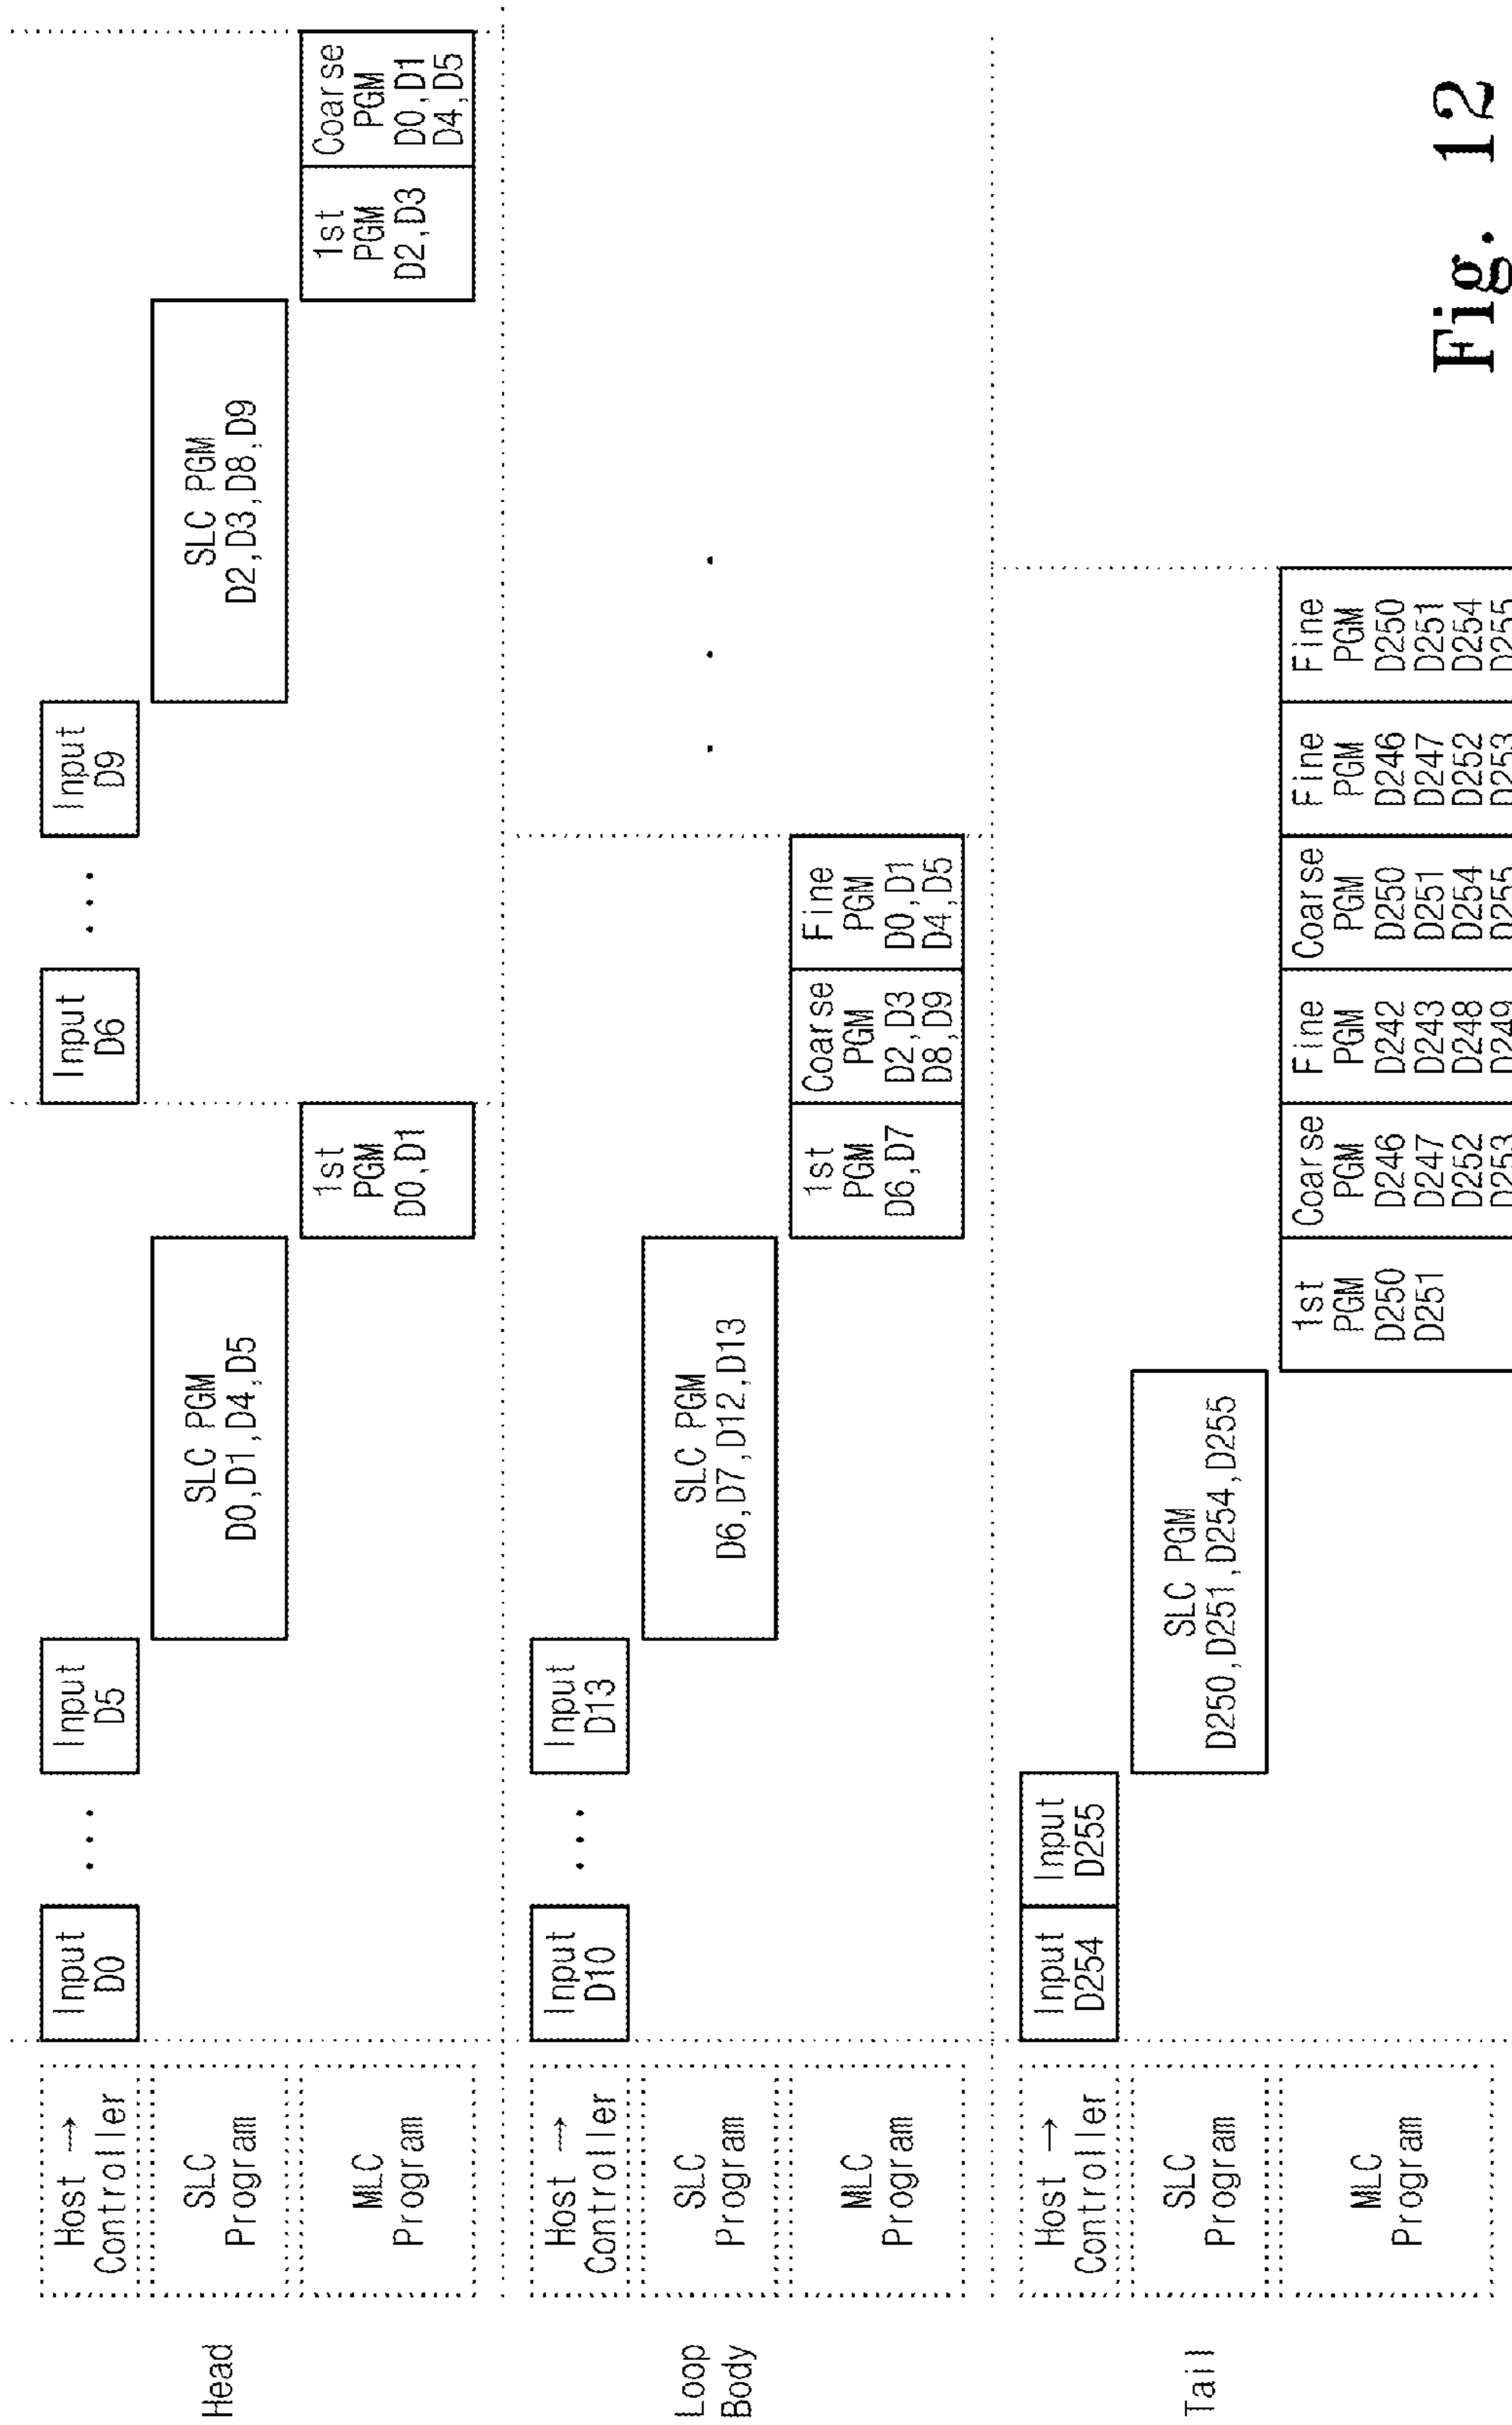 Head
Host →
Controller
Input
D0
...
Input
D5
Input
D6
...
Input
D9
SLC
Program
SLC PGM
D0,D1,D4,D5
SLC PGM
D2,D3,D8,D9
MLC
Program
1st
PGM
D0,D1
1st
PGM
D2,D3
Coarse
PGM
D0,D1
D4,D5
Loop
Body
Host →
Controller
Input
D10
...
Input
D13
SLC
Program
SLC PGM
D6,D7,D12,D13
MLC
Program
1st
PGM
D6,D7
Coarse
PGM
D2,D3
D8,D9
Fine
PGM
D0,D1
D4,D5
. . .
Tail
Host →
Controller
Input
D254
Input
D255
SLC
Program
SLC PGM
D250,D251,D254,D255
MLC
Program
1st
PGM
D250
D251
Coarse
PGM
D246
D247
D252
D253
Fine
PGM
D242
D243
D248
D249
Coarse
PGM
D250
D251
D254
D255
Fine
PGM
D246
D247
D252
D253
Fine
PGM
D250
D251
D254
D255
Fig. 12